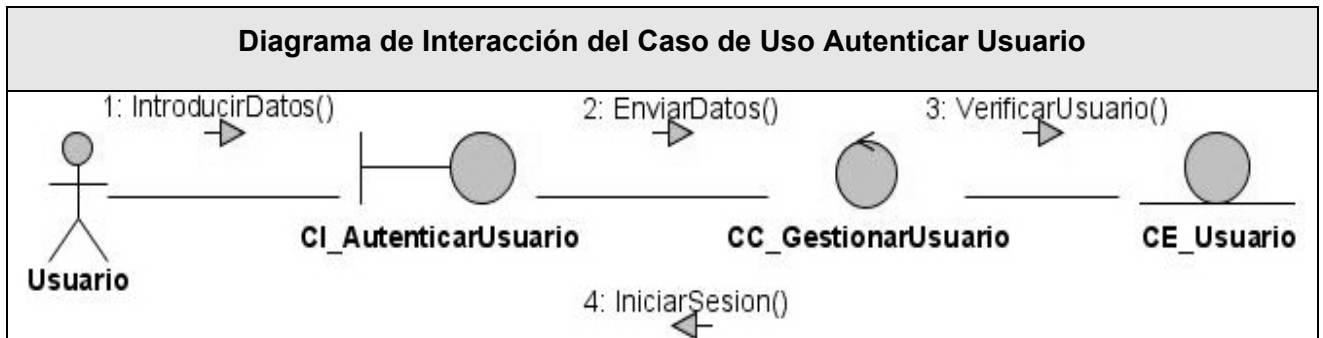 Diagrama de Interacción del Caso de Uso Autenticar Usuario
1: IntroducirDatos()
2: EnviarDatos()
3: VerificarUsuario()
CI_AutenticarUsuario
CC_GestionarUsuario
CE_Usuario
Usuario
4: IniciarSesion()